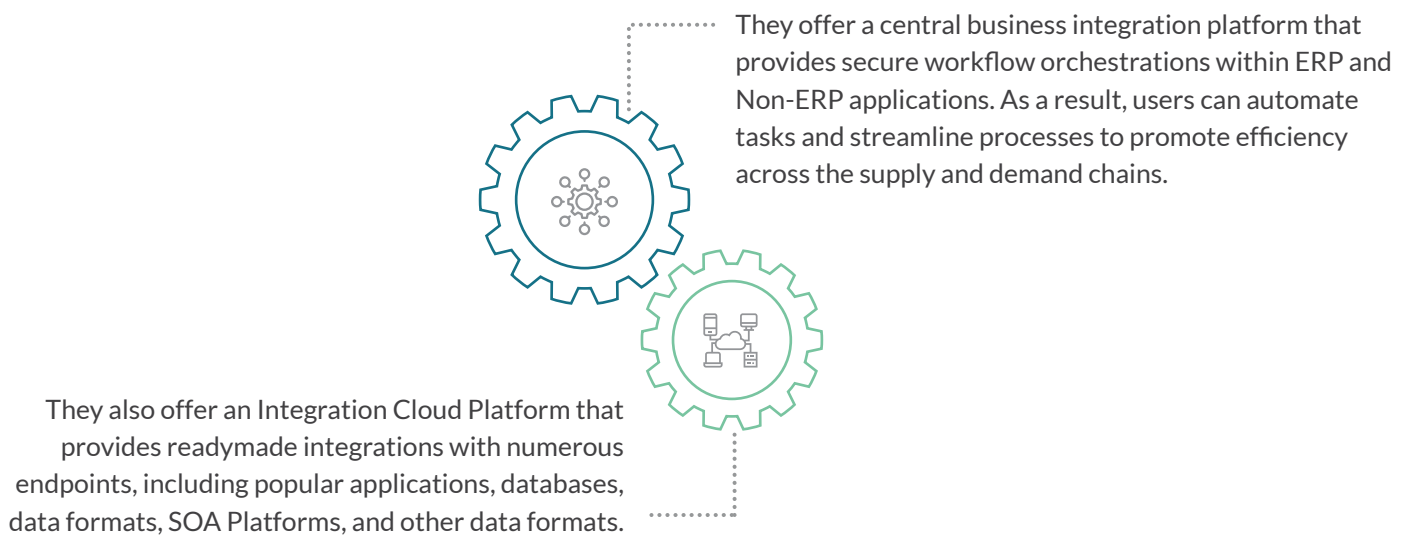 They offer a central business integration platform that
provides secure workflow orchestrations within ERP and
Non-ERP applications. As a result, users can automate
tasks and streamline processes to promote efficiency
across the supply and demand chains.
They also offer an Integration Cloud Platform that
provides readymade integrations with numerous
endpoints, including popular applications, databases,
data formats, SOA Platforms, and other data formats.